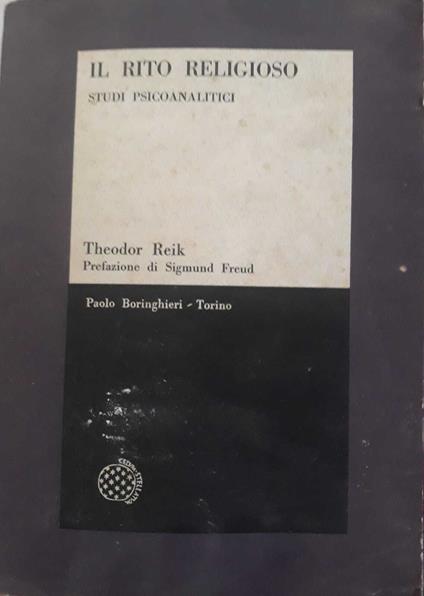 IL RITO RELIGIOSO
STUDI PSICOANALITICI
Theodor Reik
Prefazione di Sigmund Freud
Paolo Boringhieri - Torino